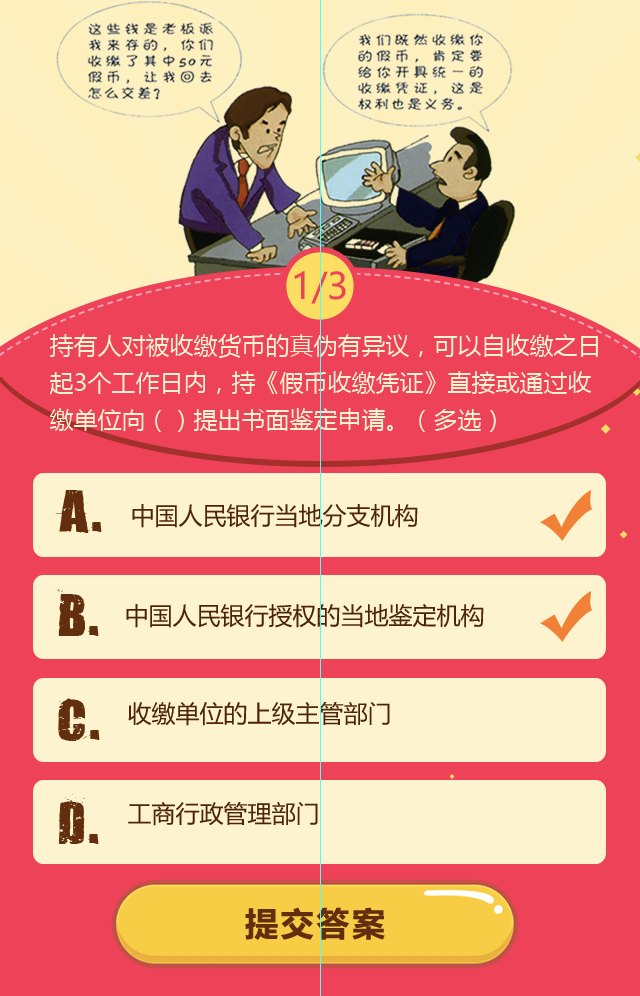 这些钱是老板派
我来存的，你们
收缴了其中50元
假币，让我回去
怎么交差？
我们既然收缴你
的假币，肯定要
给你开具统一的
收缴凭证，这是
权利也是义务。
1/3
持有人对被收缴货币的真伪有异议，可以自收缴之日
起3个工作日内，持《假币收缴凭证》直接或通过收
缴单位向（ ）提出书面鉴定申请。（ 多选 ）
A. 中国人民银行当地分支机构
B. 中国人民银行授权的当地鉴定机构
C. 收缴单位的上级主管部门
D. 工商行政管理部门
提交答案